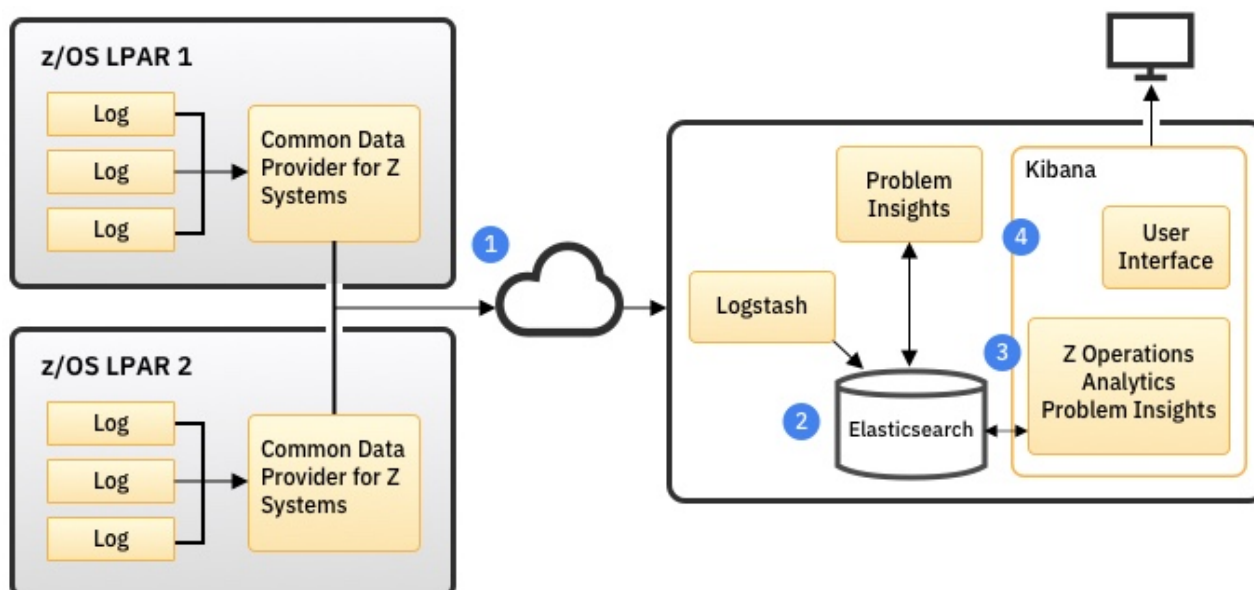 z/OS LPAR 1
Log
Log
Log
Common Data
Provider for Z
Systems
z/OS LPAR 2
Log
Log
Log
Common Data
Provider for Z
Systems
1
Logstash
Problem
Insights
2
Elasticsearch
3
4
Kibana
User
Interface
Z Operations
Analytics
Problem Insights